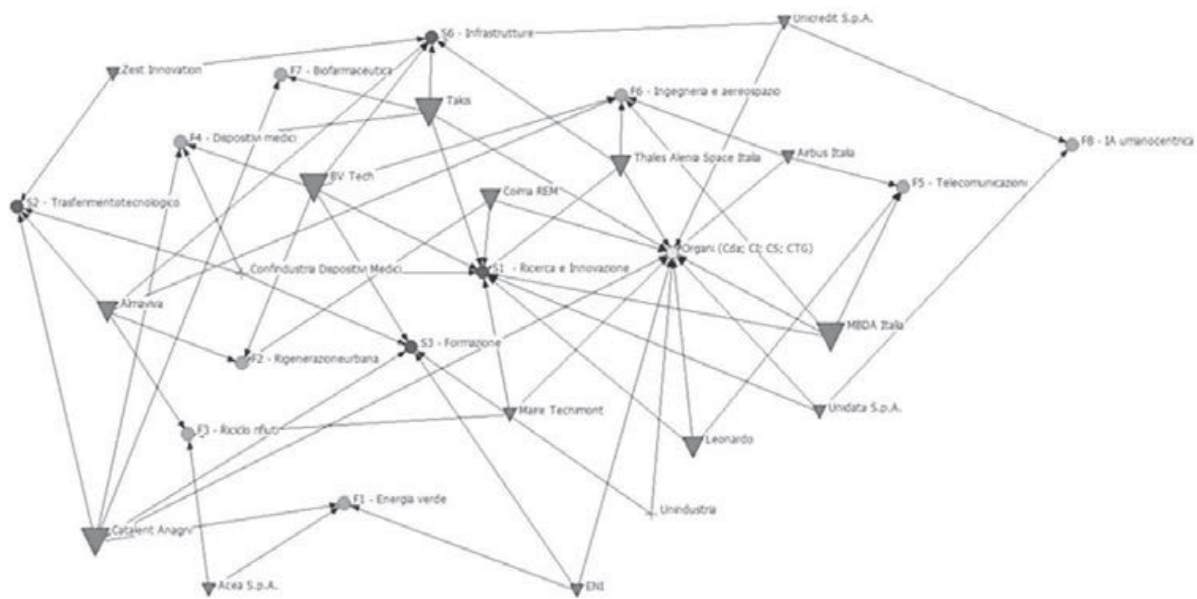 Unicredit S.p.A.
S6 - Infrastrutture
Zest Innovation
F7 - Biofarmaceutica
F6 - Ingegneria e aereospazio
Takis
F4 - Dispositivi medici
F8 - IA umanocentrica
Thales Alenia Space Italia
Airbus Italia
BV Tech
F5 - Telecomunicazioni
Coima REM
S2 - Trasferimentotecnologico
Organi (Cda; CI; CS; CTG)
Confindustria Dispositivi Medici
S1 - Ricerca e Innovazione
Almaviva
MBDA Italia
S3 - Formazione
F2 - Rigenerazioneurbana
Maire Tecnimont
Unidata S.p.A.
F3 - Riciclo rifiuti
Leonardo
F1 - Energia verde
Unindustria
Catalent Anagni
Acea S.p.A.
ENI